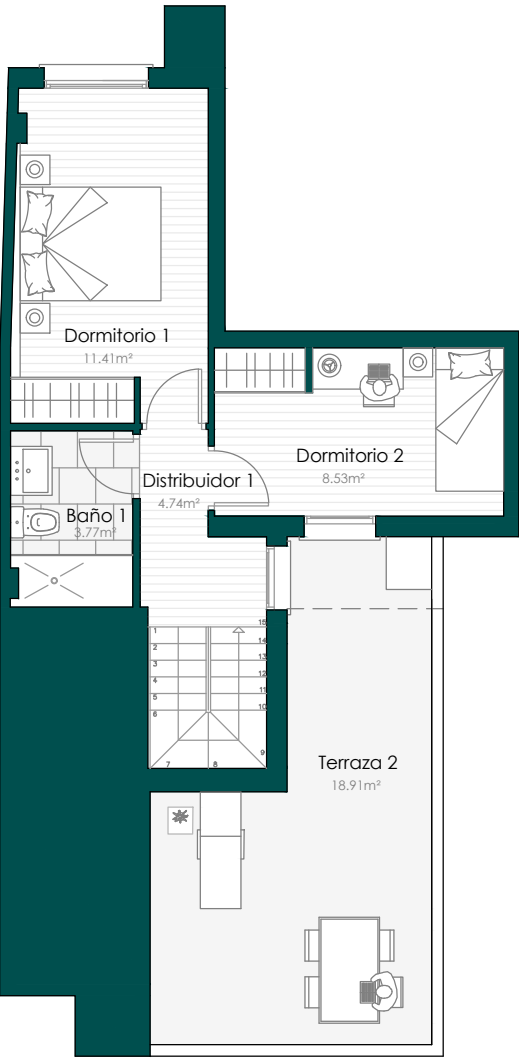 Dormitorio 1
11.41m²
Dormitorio 2
8.53m²
Distribuidor 1
4.74m²
Baño 1
3.77m²
1
2
3
4
5
6
7
8
9
10
11
12
13
14
15
Terraza 2
18.91m²